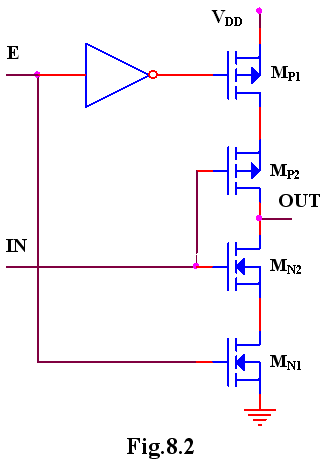 VDD
E
MP1
MP2
OUT
IN
MN2
MN1
Fig.8.2